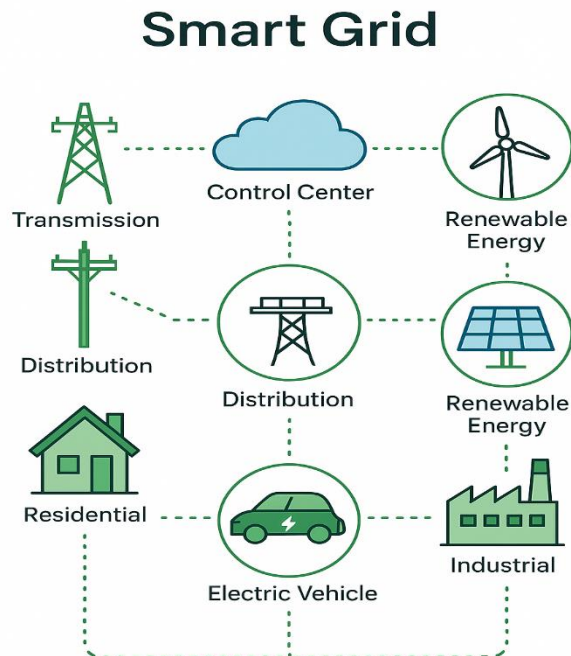 Smart Grid
Transmission
Control Center
Renewable
Energy
Distribution
Distribution
Renewable
Energy
Residential
Electric Vehicle
Industrial